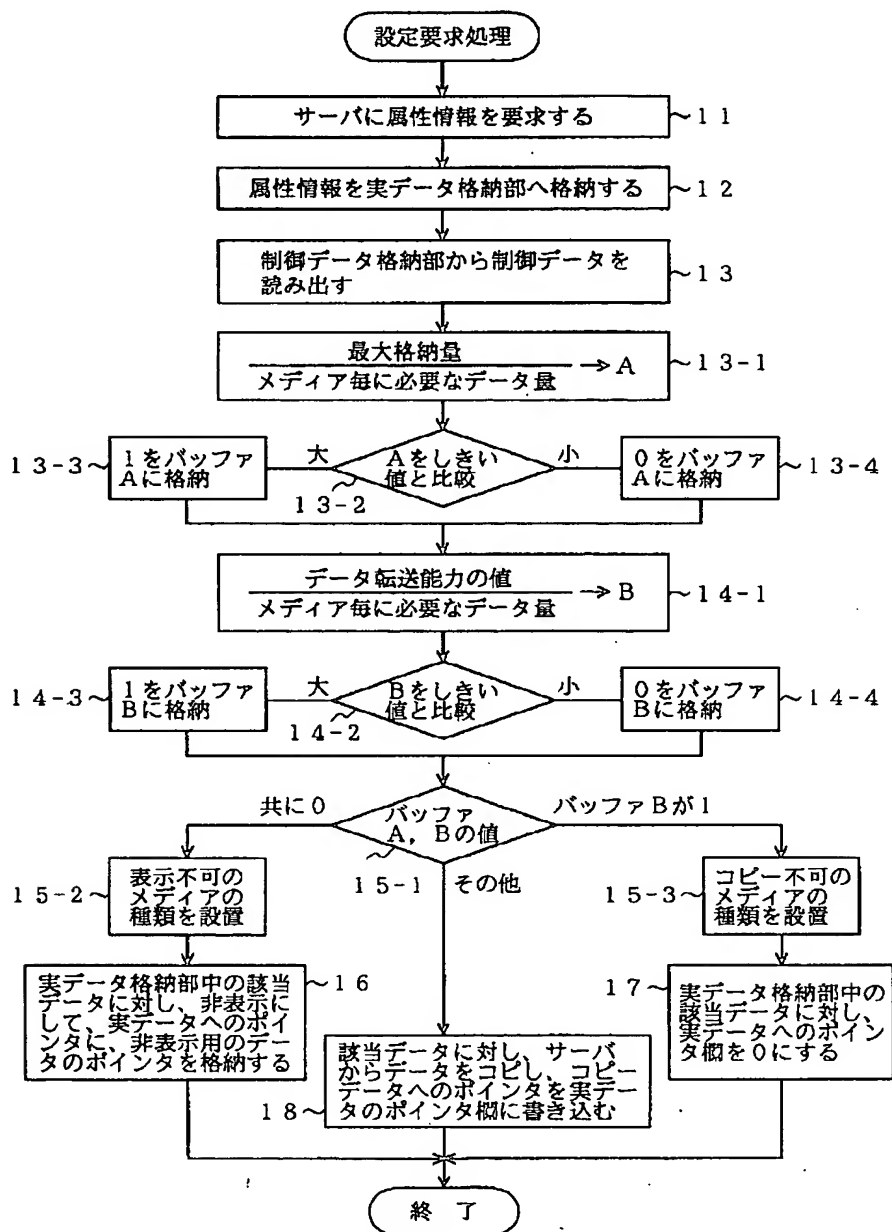 設定要求処理
サーバに属性情報を要求する
~11
属性情報を実データ格納部へ格納する
~12
制御データ格納部から制御データを
読み出す
~13
最大格納量
メディア毎に必要なデータ量
→ A
~13-1
13-3~
1をバッファ
Aに格納
大
Aをしきい
値と比較
13-2
小
0をバッファ
Aに格納
~13-4
データ転送能力の値
メディア毎に必要なデータ量
→ B
~14-1
14-3~
1をバッファ
Bに格納
大
Bをしきい
値と比較
14-2
小
0をバッファ
Bに格納
~14-4
共に0
バッファ
A,Bの値
バッファBが1
15-1
その他
15-2~
表示不可の
メディアの
種類を設置
15-3~
コピー不可の
メディアの
種類を設置
実データ格納部中の該当
データに対し、非表示に
して、実データへのポイ
ンタに、非表示用のデー
タのポインタを格納する
16
17
実データ格納部中の
該当データに対し、
実データへのポイン
タ欄を0にする
該当データに対し、サーバ
からデータをコピし、コピー
データへのポインタを実デー
タのポインタ欄に書き込む
18~
終了